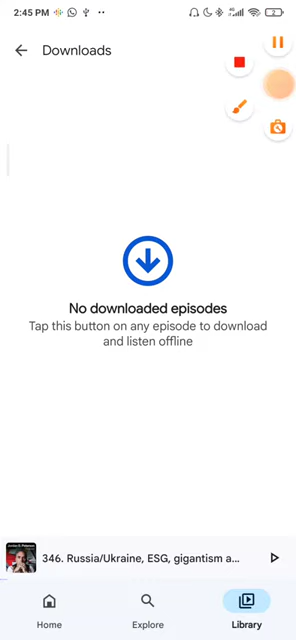 2:45 PM
2
Downloads
No downloaded episodes
Tap this button on any episode to download
and listen offline
346. Russia/Ukraine, ESG, gigantism a...
Home
Explore
Library